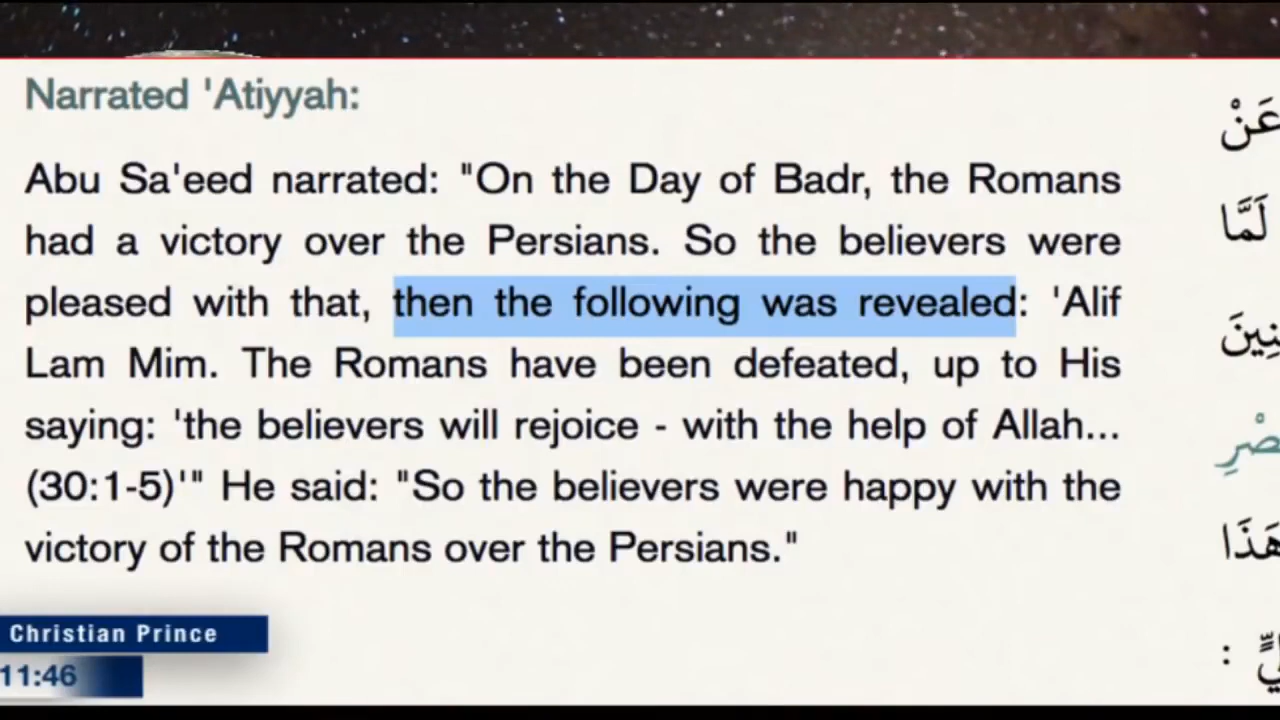 Narrated 'Atiyyah:
Abu Sa'eed narrated: "On the Day of Badr, the Romans
had a victory over the Persians. So the believers were
pleased with that, then the following was revealed: 'Alif
Lam Mim. The Romans have been defeated, up to His
saying: 'the believers will rejoice - with the help of Allah...
(30:1-5)'" He said: "So the believers were happy with the
victory of the Romans over the Persians."
عَنْ
لَمَّا
هَذَا
Christian Prince
11:46